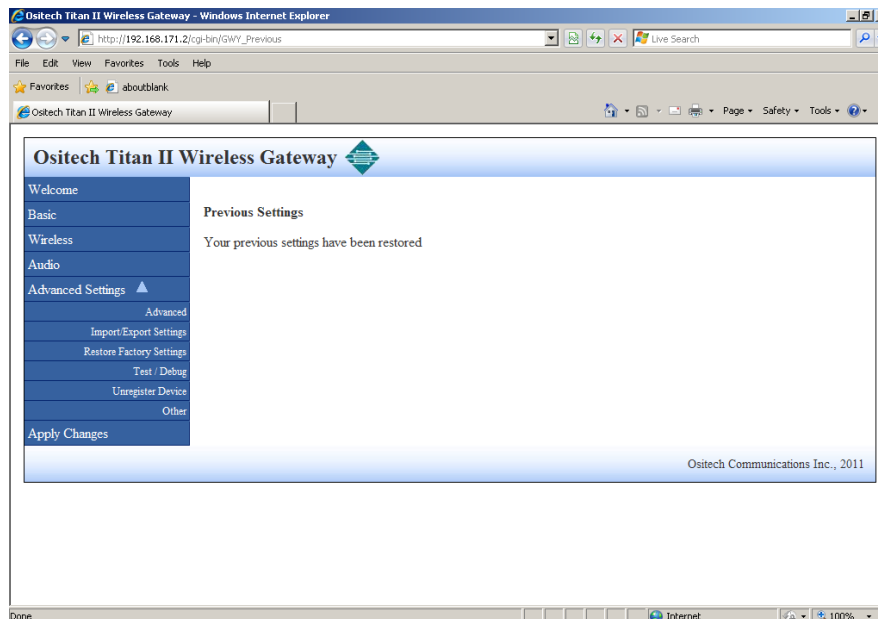 Ositech Titan II Wireless Gateway - Windows Internet Explorer
http://192.168.171.2/cgi-bin/GWY_Previous
Live Search
File Edit View Favorites Tools Help
Favorites aboutblank
Ositech Titan II Wireless Gateway
Page Safety Tools
Ositech Titan II Wireless Gateway
Welcome
Basic
Wireless
Audio
Advanced Settings
Advanced
Import/Export Settings
Restore Factory Settings
Test / Debug
Unregister Device
Other
Apply Changes
Previous Settings
Your previous settings have been restored
Ositech Communications Inc., 2011
Done Internet 100%